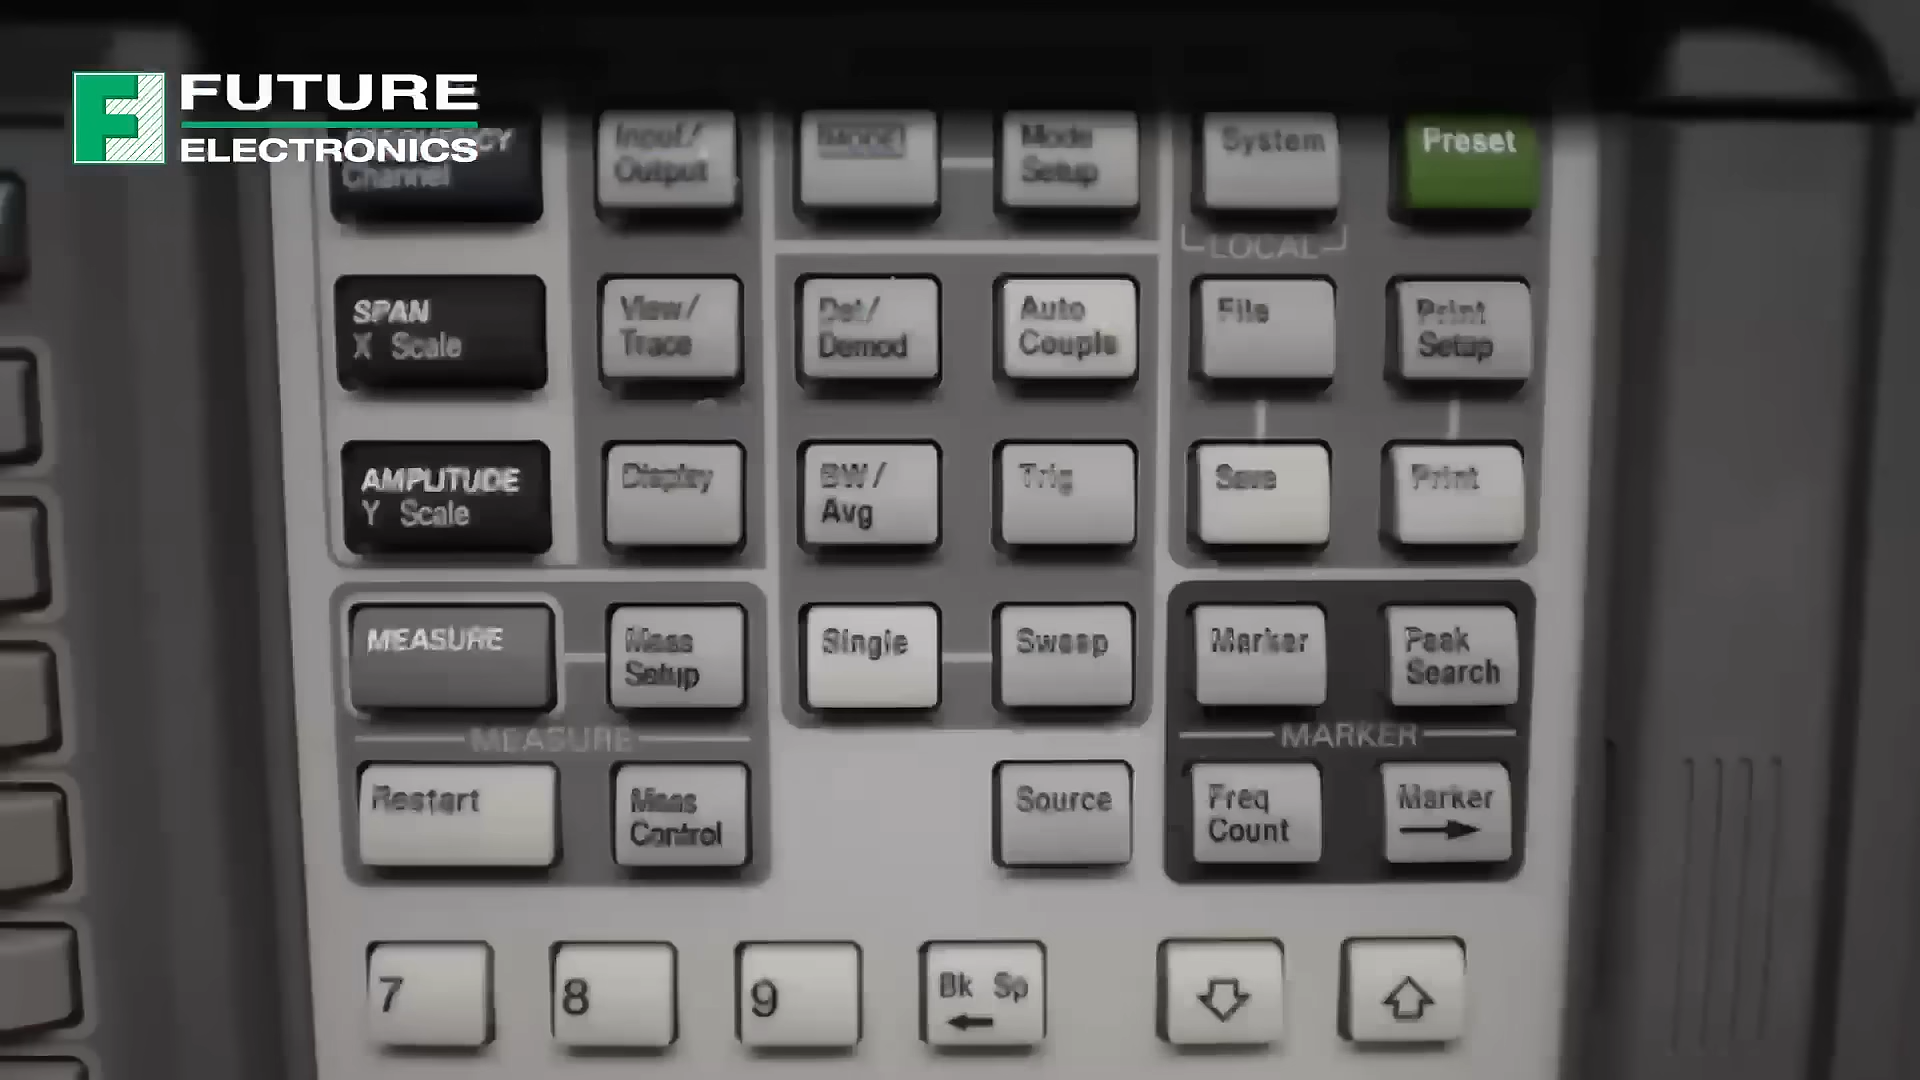 FUTURE
ELECTRONICS
Channel
Input/
Output
Mode
Setup
System
Preset
LOCAL
SPAN
X Scale
View/
Trace
Det/
Demod
Auto
Couple
File
Print
Setup
AMPLITUDE
Y Scale
Display
BW/
Avg
Trig
Save
Print
MEASURE
Meas
Setup
Single
Sweep
Marker
Peak
Search
MEASURE
MARKER
Restart
Meas
Control
Source
Freq
Count
Marker
7
8
9
Bk Sp